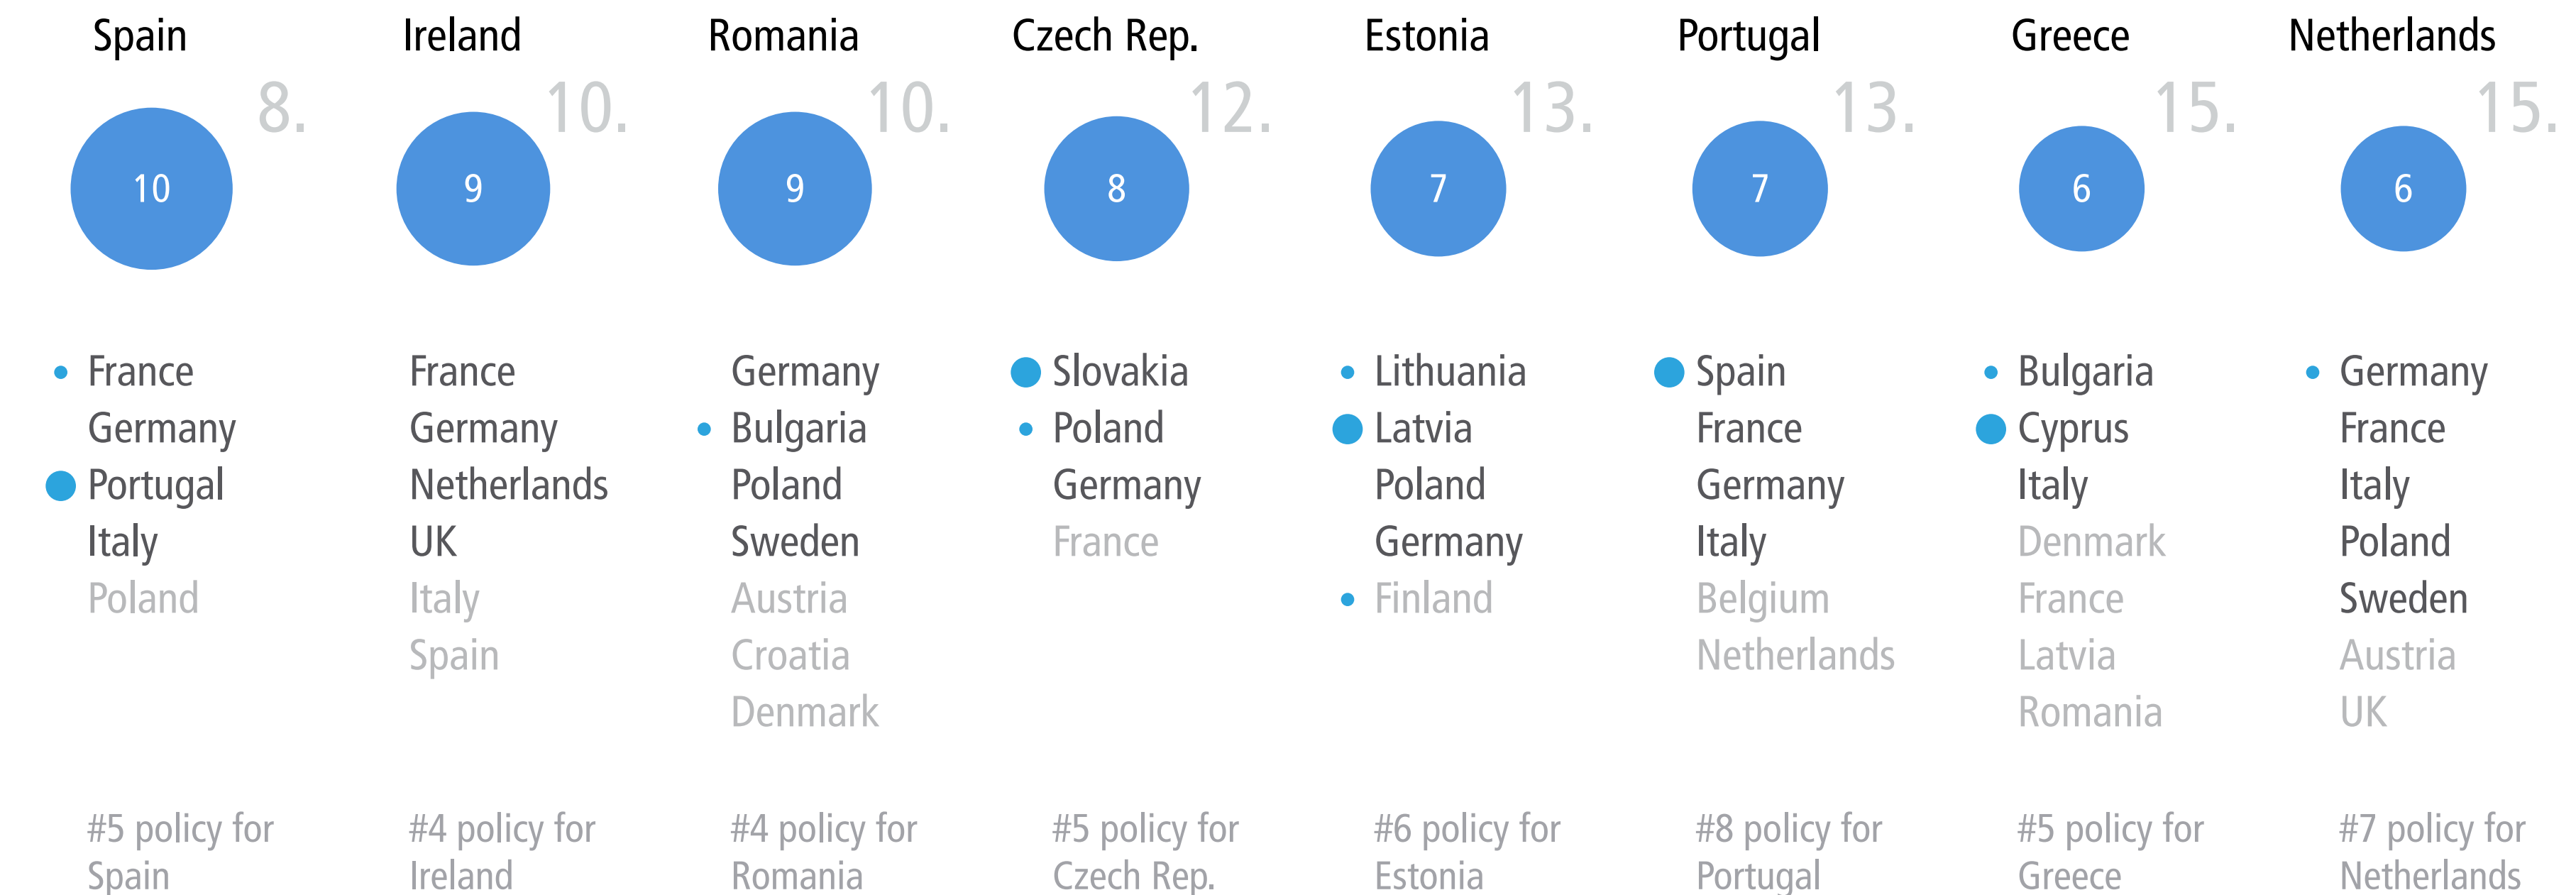 Spain
8.
10
France
Germany
Portugal
Italy
Poland
#5 policy for
Spain
Ireland
10.
9
France
Germany
Netherlands
UK
Italy
Spain
#4 policy for
Ireland
Romania
10.
9
Germany
Bulgaria
Poland
Sweden
Austria
Croatia
Denmark
#4 policy for
Romania
Czech Rep.
12.
8
Slovakia
Poland
Germany
France
#5 policy for
Czech Rep.
Estonia
13.
7
Lithuania
Latvia
Poland
Germany
Finland
#6 policy for
Estonia
Portugal
13.
7
Spain
France
Germany
Italy
Belgium
Netherlands
#8 policy for
Portugal
Greece
15.
6
Bulgaria
Cyprus
Italy
Denmark
France
Latvia
Romania
#5 policy for
Greece
Netherlands
15.
6
Germany
France
Italy
Poland
Sweden
Austria
UK
#7 policy for
Netherlands